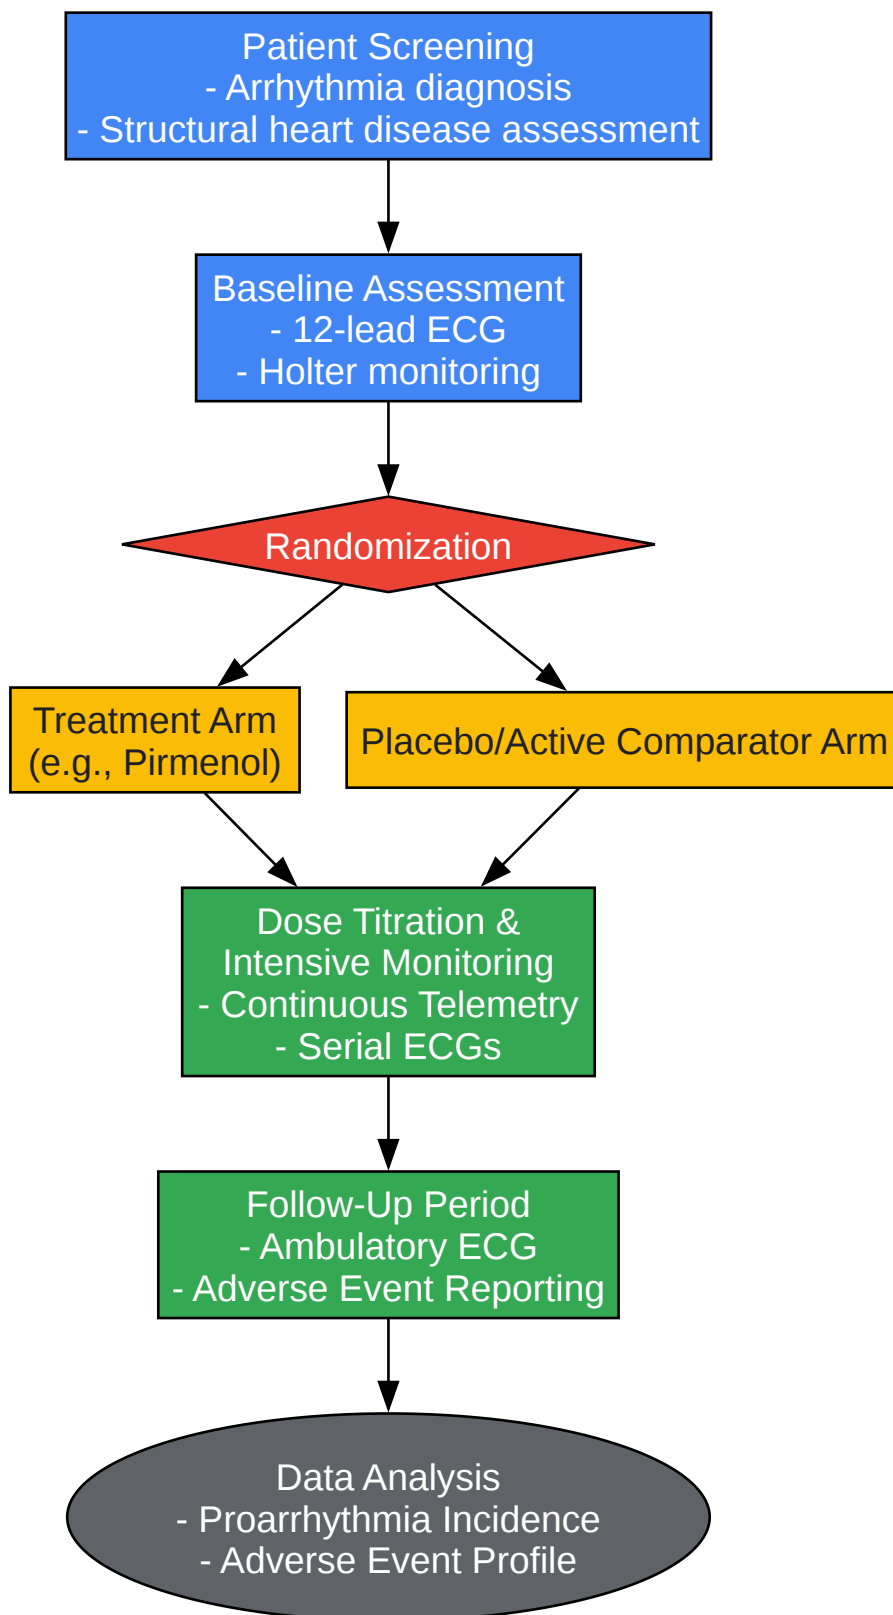 Patient Screening
- Arrhythmia diagnosis
- Structural heart disease assessment
Baseline Assessment
- 12-lead ECG
- Holter monitoring
Randomization
Treatment Arm
(e.g., Pirmenol)
Placebo/Active Comparator Arm
Dose Titration &
Intensive Monitoring
- Continuous Telemetry
- Serial ECGs
Follow-Up Period
- Ambulatory ECG
- Adverse Event Reporting
Data Analysis
- Proarrhythmia Incidence
- Adverse Event Profile